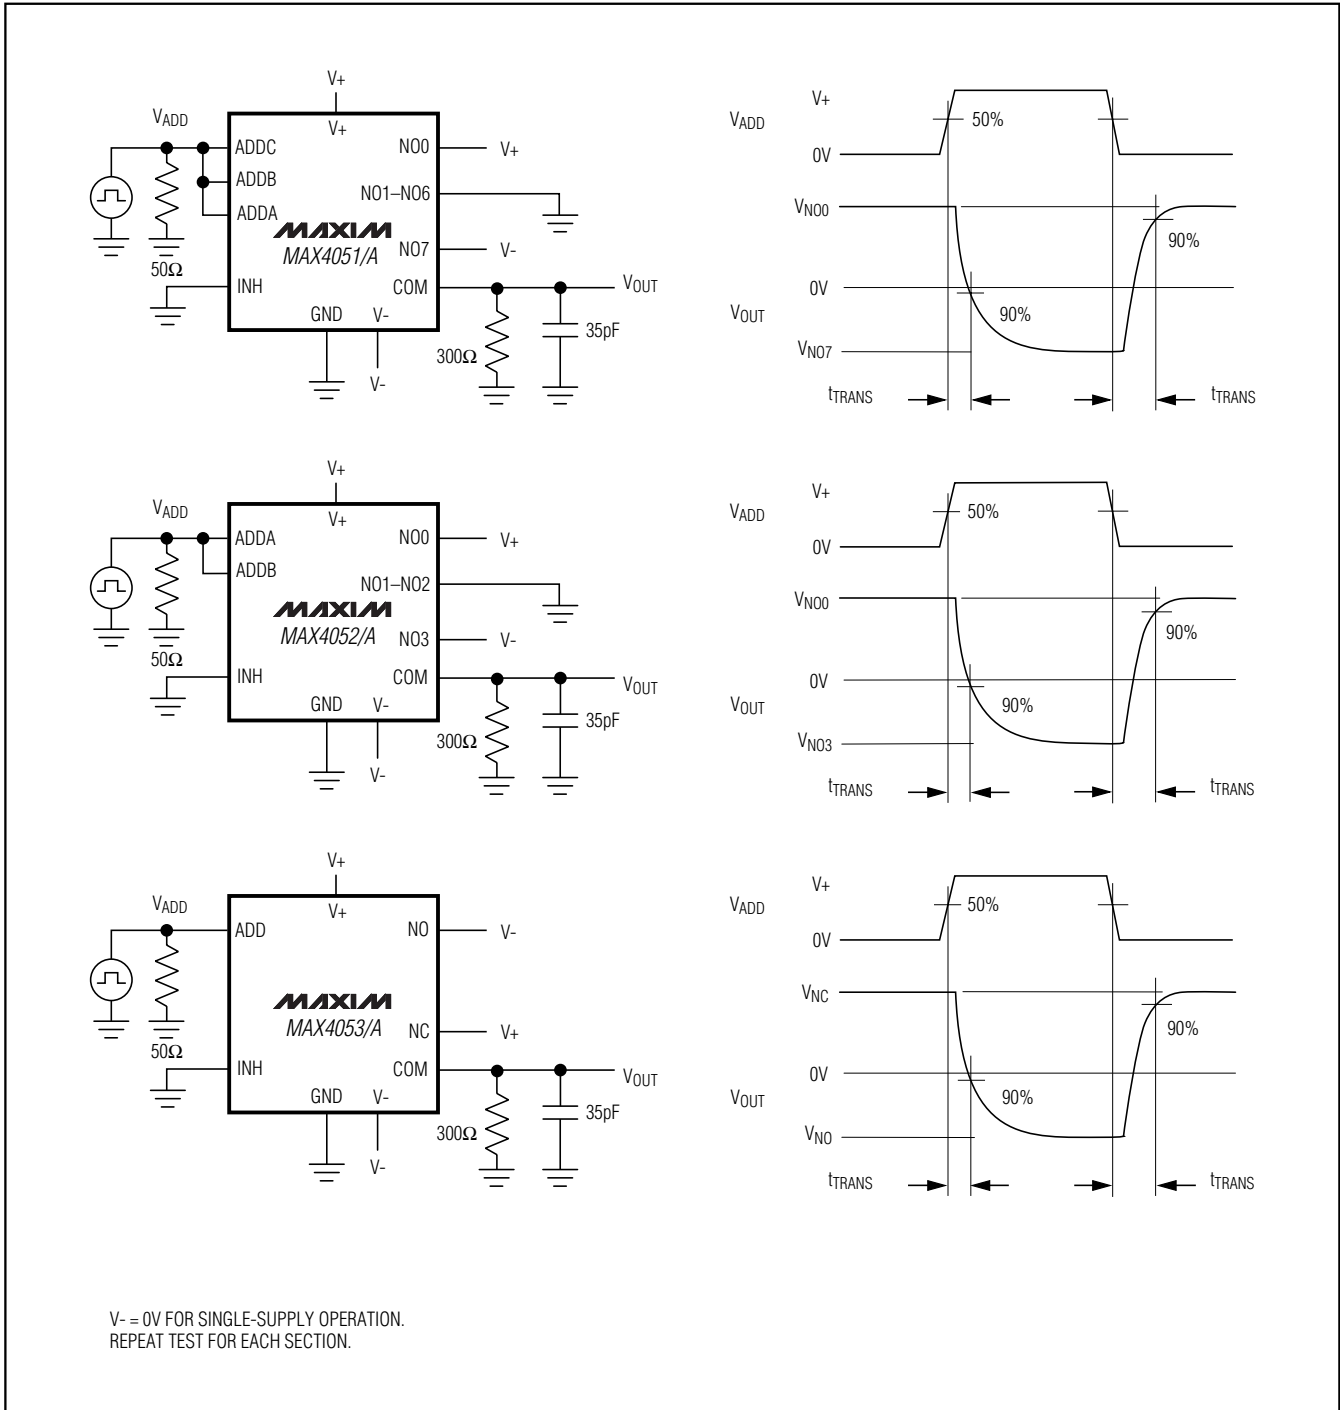 V+
VADD
V+
ADDC
NO0
V+
ADDB
NO1–NO6
ADDA
MAXIM
MAX4051/A
NO7
V-
50Ω
INH
COM
VOUT
GND
V-
300Ω
35pF
V-
V+
VADD
50%
0V
VNO0
90%
0V
VOUT
90%
VNO7
tTRANS
tTRANS
V+
VADD
V+
ADDA
NO0
V+
ADDB
NO1–NO2
MAXIM
MAX4052/A
NO3
V-
50Ω
INH
COM
VOUT
GND
V-
300Ω
35pF
V-
V+
VADD
50%
0V
VNO0
90%
0V
VOUT
90%
VNO3
tTRANS
tTRANS
V+
VADD
V+
ADD
NO
V-
MAXIM
MAX4053/A
NC
V+
50Ω
INH
COM
VOUT
GND
V-
300Ω
35pF
V-
V+
VADD
50%
0V
VNC
90%
0V
VOUT
90%
VNO
tTRANS
tTRANS
V- = 0V FOR SINGLE-SUPPLY OPERATION.
REPEAT TEST FOR EACH SECTION.